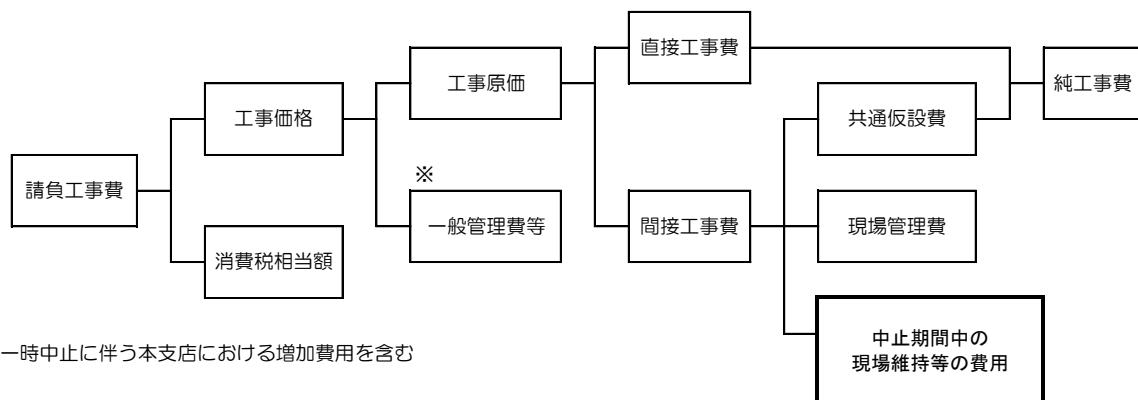 直接工事費
工事原価
純工事費
工事価格
共通仮設費
※
請負工事費
一般管理費等
間接工事費
現場管理費
消費税相当額
中止期間中の
現場維持等の費用
一時中止に伴う本支店における増加費用を含む